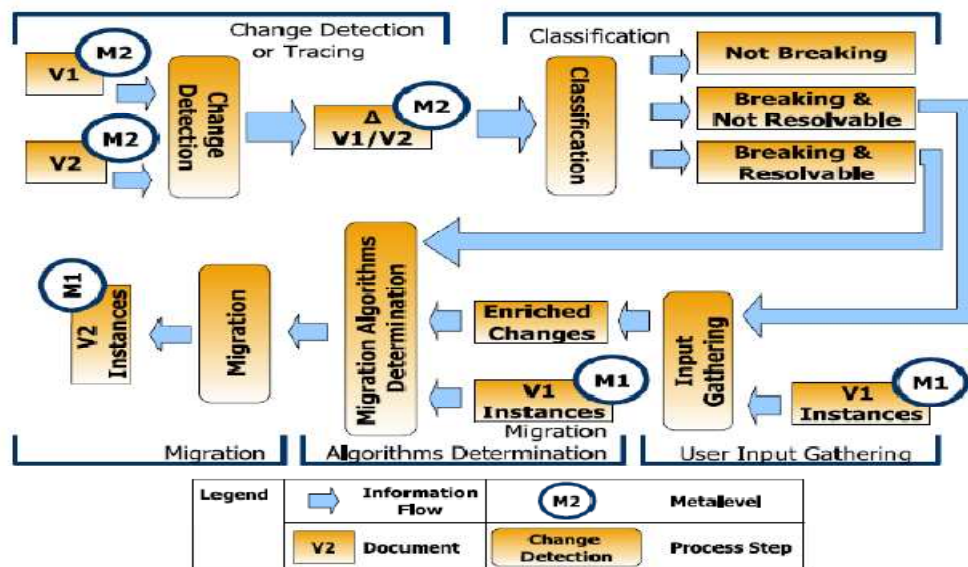 Change Detection
or Tracing
Classification
M2
V1
M2
V2
Change
Detection
M2
Δ
V1/V2
Classification
Not Breaking
Breaking &
Not Resolvable
Breaking &
Resolvable
M1
V2
Instances
Migration
Migration Algorithms
Determination
Enriched
Changes
M1
V1
Instances
Input
Gathering
M1
V1
Instances
Migration
Migration
Algorithms Determination
User Input Gathering
Legend
Information
Flow
M2
Metalevel
V2
Document
Change
Detection
Process Step